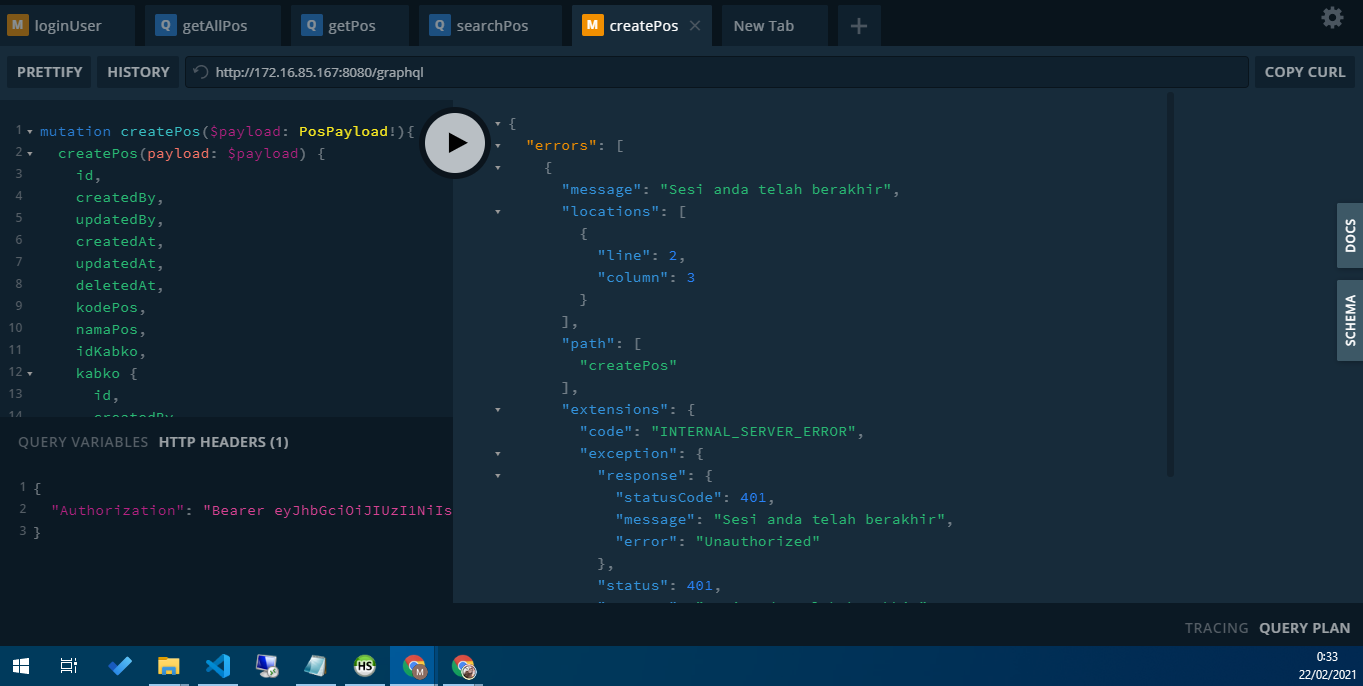 M loginUser
Q getAllPos
Q getPos
Q searchPos
M createPos
New Tab
PRETTIFY
HISTORY
http://172.16.85.167:8080/graphql
COPY CURL
1 mutation createPos($payload: PosPayload!){
2 createPos(payload: $payload) {
3 id,
4 createdBy,
5 updatedBy,
6 createdAt,
7 updatedAt,
8 deletedAt,
9 kodePos,
10 namaPos,
11 idKabko,
12 kabko {
13 id,
14 createdBy
QUERY VARIABLES HTTP HEADERS (1)
1 {
2 "Authorization": "Bearer eyJhbGciOiJIUzI1NiIs
3 }
{
"errors": [
{
"message": "Sesi anda telah berakhir",
"locations": [
{
"line": 2,
"column": 3
}
],
"path": [
"createPos"
],
"extensions": {
"code": "INTERNAL_SERVER_ERROR",
"exception": {
"response": {
"statusCode": 401,
"message": "Sesi anda telah berakhir",
"error": "Unauthorized"
},
"status": 401,
DOCS
SCHEMA
TRACING QUERY PLAN
HS
M
0:33
22/02/2021